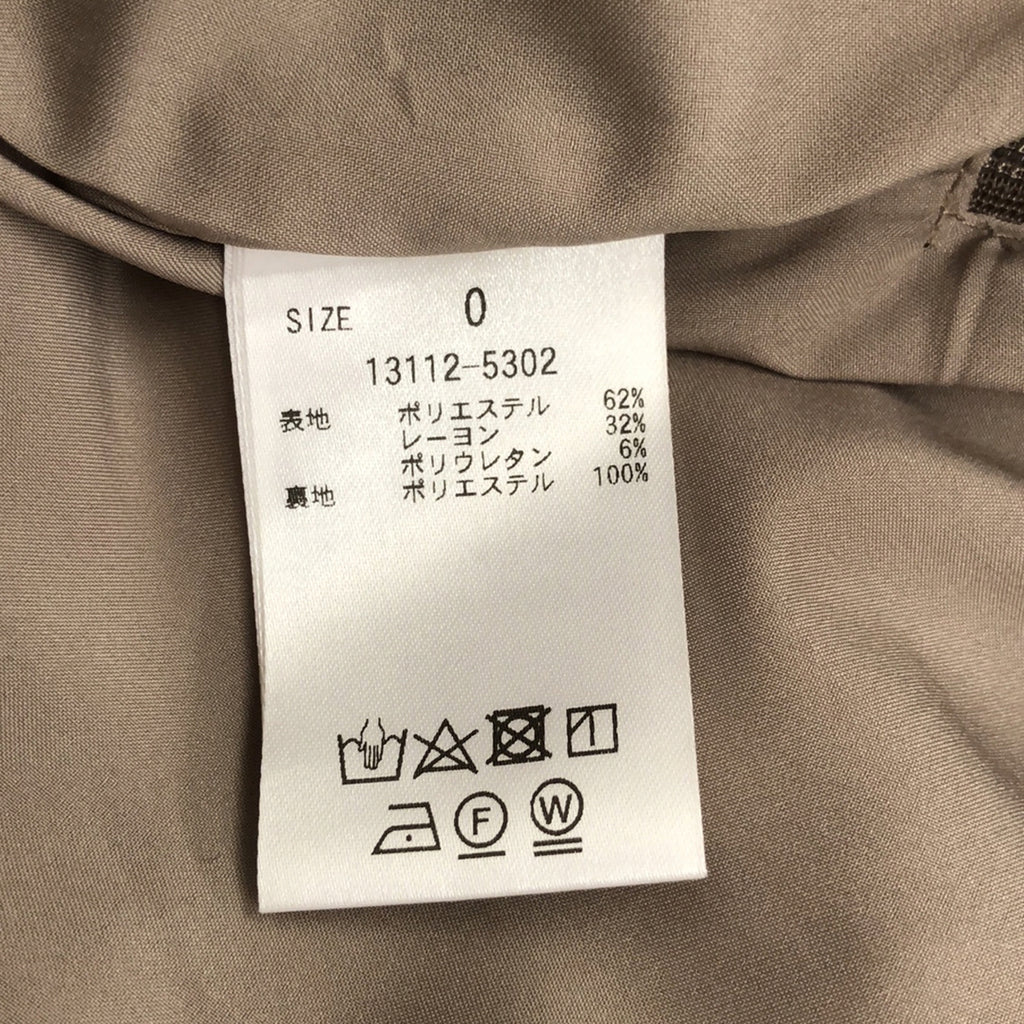 SIZE 0
13112-5302
表地 ポリエステル 62%
レーヨン 32%
ポリウレタン 6%
裏地 ポリエステル 100%
F W